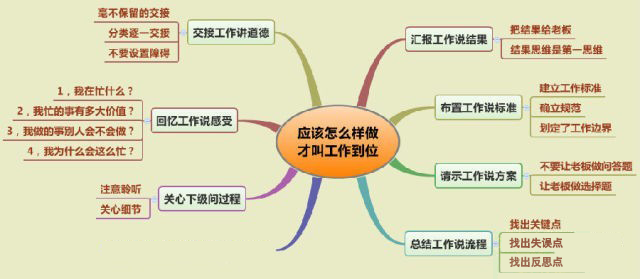 应该怎么样做
才叫工作到位
汇报工作说结果
把结果给老板
结果思维是第一思维
布置工作说标准
建立工作标准
确立规范
划定了工作边界
请示工作说方案
不要让老板做问答题
让老板做选择题
总结工作说流程
找出关键点
找出失误点
找出反思点
关心下级问过程
注意聆听
关心细节
回忆工作说感受
1，我在忙什么？
2，我忙的事有多大价值？
3，我做的事别人会不会做？
4，我为什么会这么忙？
交接工作讲道德
毫不保留的交接
分类逐一交接
不要设置障碍